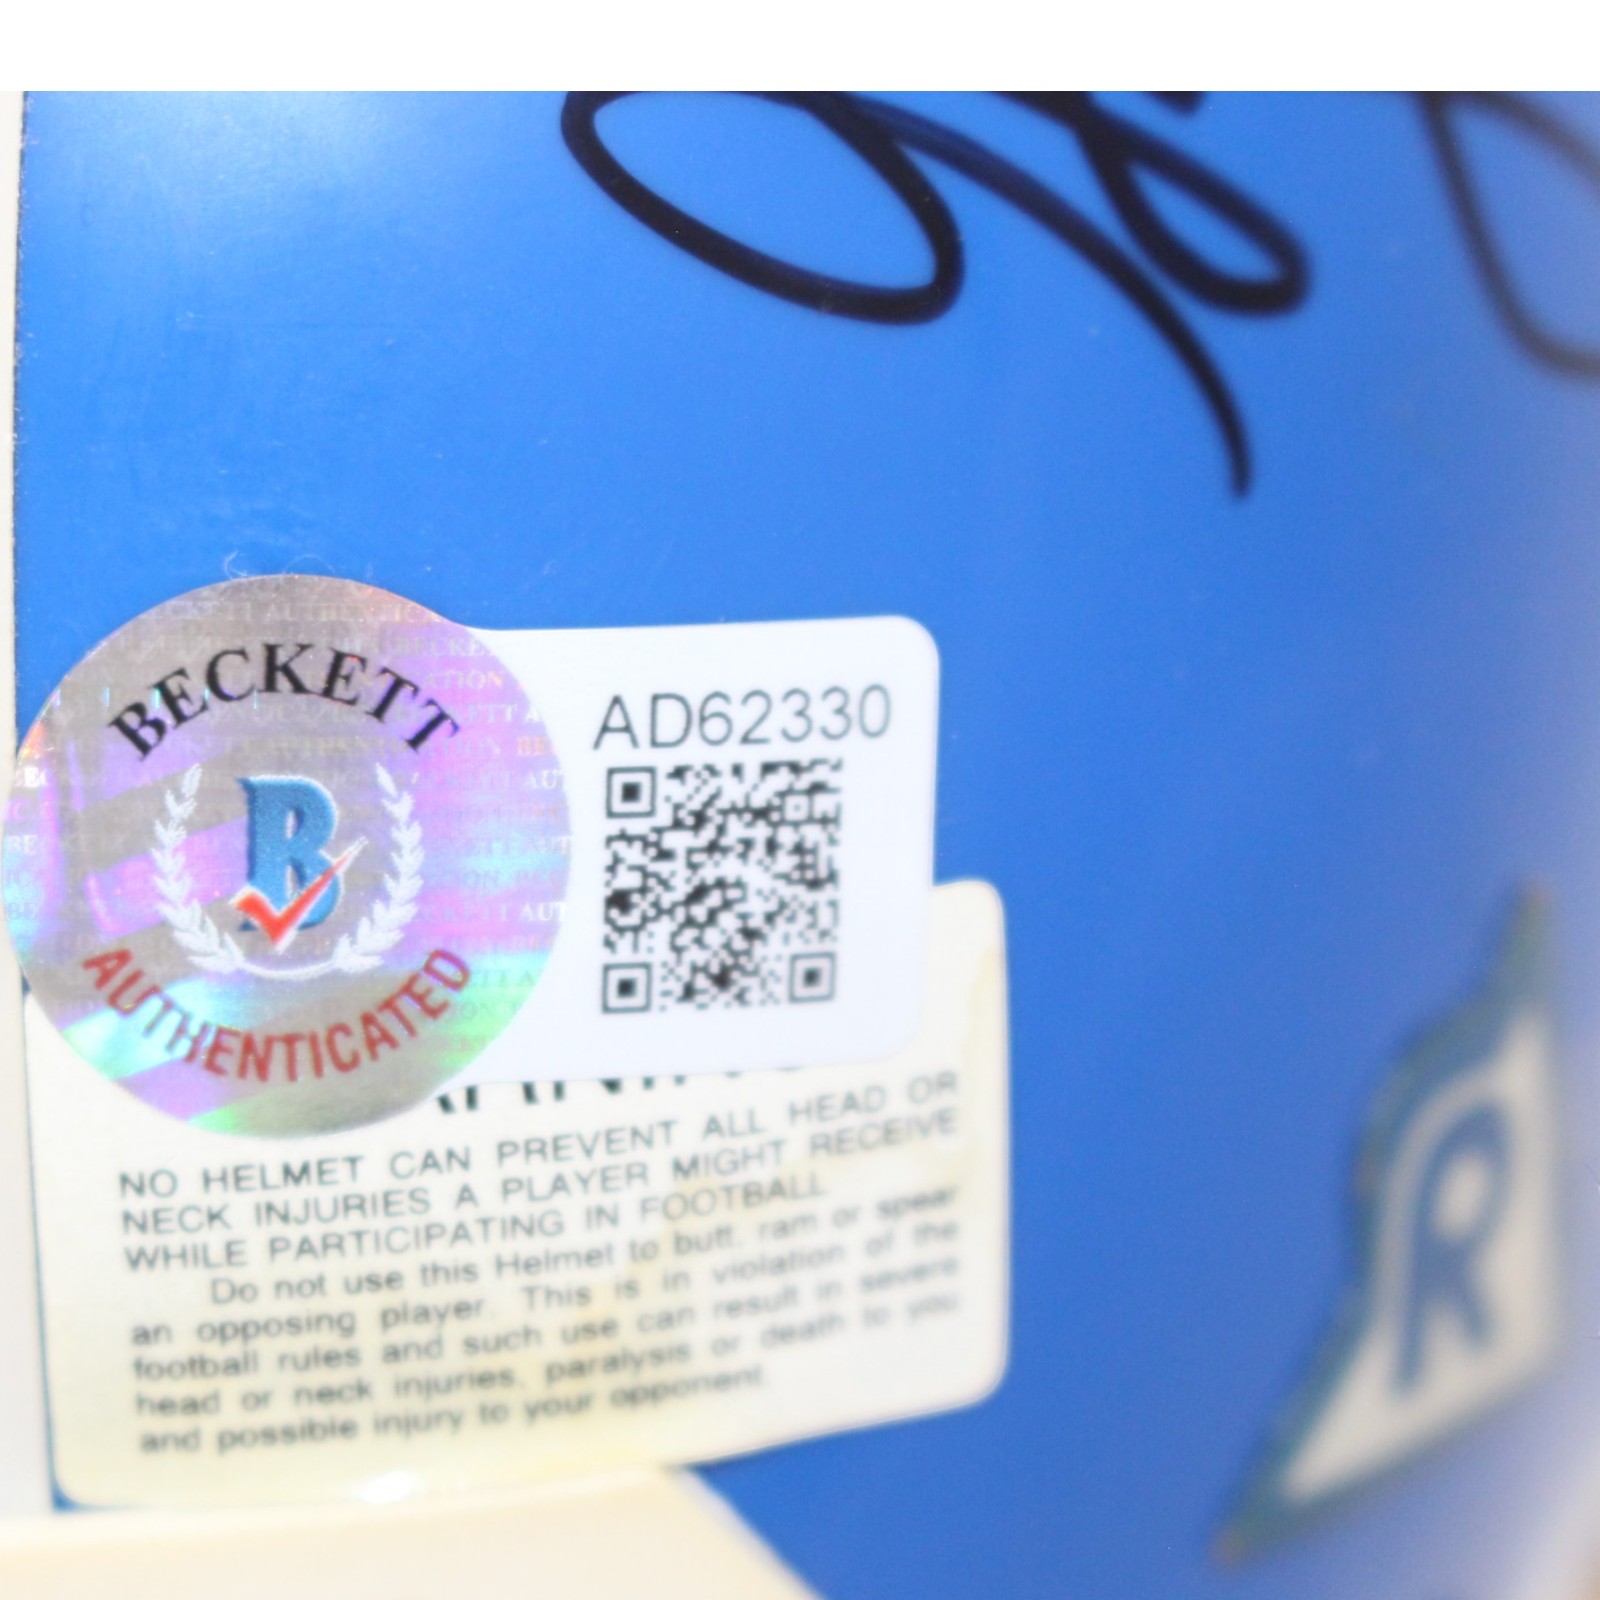 BECKETT
B
AUTHENTICATED
AD62330
NO HELMET CAN PREVENT ALL HEAD OR
NECK INJURIES A PLAYER MIGHT RECEIVE
WHILE PARTICIPATING IN FOOTBALL
Do not use this Helmet to butt, ram or spear
an opposing player. This is in violation of the
football rules and such use can result in severe
head or neck injuries, paralysis or death to you
and possible injury to your opponent.
R